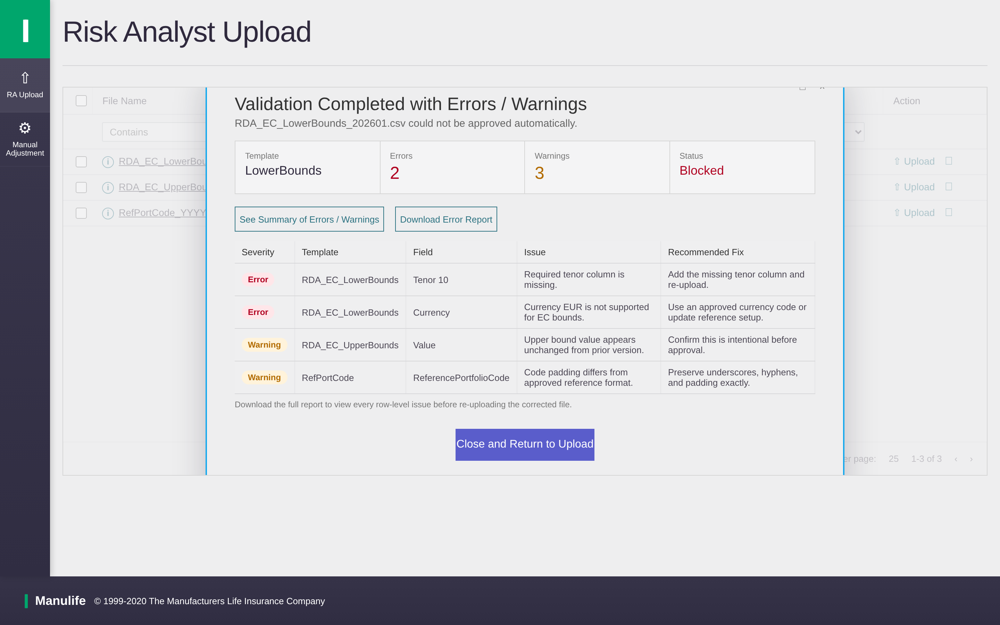 Risk Analyst Upload
RA Upload
Manual
Adjustment
File Name
Action
Contains
RDA_EC_LowerBou
⇧ Upload
RDA_EC_UpperBou
⇧ Upload
RefPortCode_YYYY
⇧ Upload
Validation Completed with Errors / Warnings
RDA_EC_LowerBounds_202601.csv could not be approved automatically.
Template
LowerBounds
Errors
2
Warnings
3
Status
Blocked
See Summary of Errors / Warnings
Download Error Report
Severity Template Field Issue Recommended Fix
Error RDA_EC_LowerBounds Tenor 10
Required tenor column is
missing.
Add the missing tenor column and
re-upload.
Error RDA_EC_LowerBounds Currency
Currency EUR is not supported
for EC bounds.
Use an approved currency code or
update reference setup.
Warning RDA_EC_UpperBounds Value
Upper bound value appears
unchanged from prior version.
Confirm this is intentional before
approval.
Warning RefPortCode ReferencePortfolioCode
Code padding differs from
approved reference format.
Preserve underscores, hyphens,
and padding exactly.
Download the full report to view every row-level issue before re-uploading the corrected file.
Close and Return to Upload
er page: 25 1-3 of 3 ‹ ›
Manulife © 1999-2020 The Manufacturers Life Insurance Company